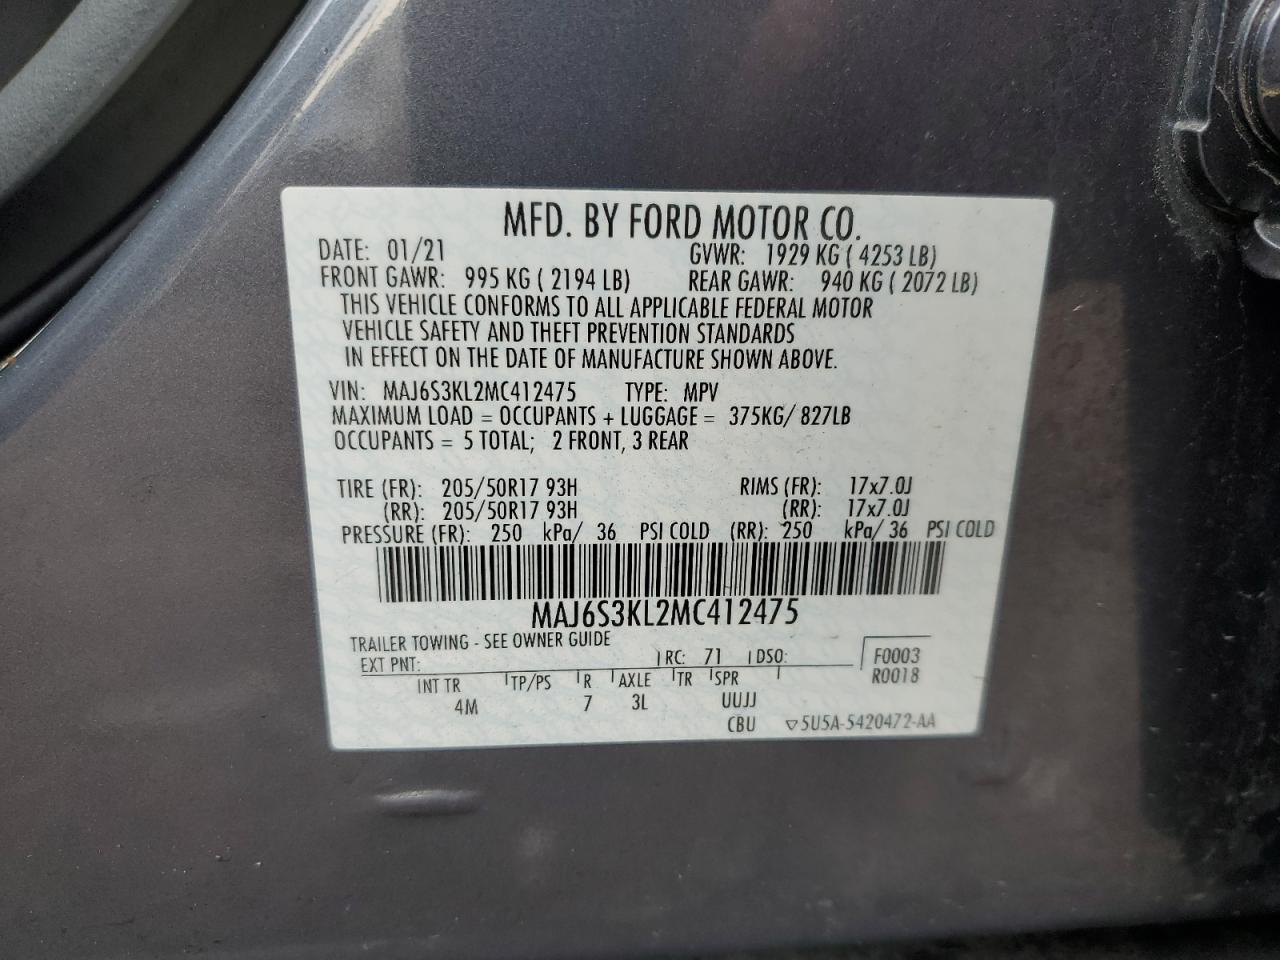 MFD. BY FORD MOTOR CO.
DATE: 01/21 GVWR: 1929 KG ( 4253 LB)
FRONT GAWR: 995 KG ( 2194 LB) REAR GAWR: 940 KG ( 2072 LB)
THIS VEHICLE CONFORMS TO ALL APPLICABLE FEDERAL MOTOR
VEHICLE SAFETY AND THEFT PREVENTION STANDARDS
IN EFFECT ON THE DATE OF MANUFACTURE SHOWN ABOVE.
VIN: MAJ6S3KL2MC412475 TYPE: MPV
MAXIMUM LOAD = OCCUPANTS + LUGGAGE = 375KG/ 827LB
OCCUPANTS = 5 TOTAL; 2 FRONT, 3 REAR
TIRE (FR): 205/50R17 93H RIMS (FR): 17x7.0J
(RR): 205/50R17 93H (RR): 17x7.0J
PRESSURE (FR): 250 kPa/ 36 PSI COLD (RR): 250 kPa/ 36 PSI COLD
MAJ6S3KL2MC412475
TRAILER TOWING - SEE OWNER GUIDE
EXT PNT: RC: 71 DSO: F0003
R0018
INT TR TP/PS R AXLE TR SPR
4M 7 3L UUJJ
CBU ▽5U5A-5420472-AA